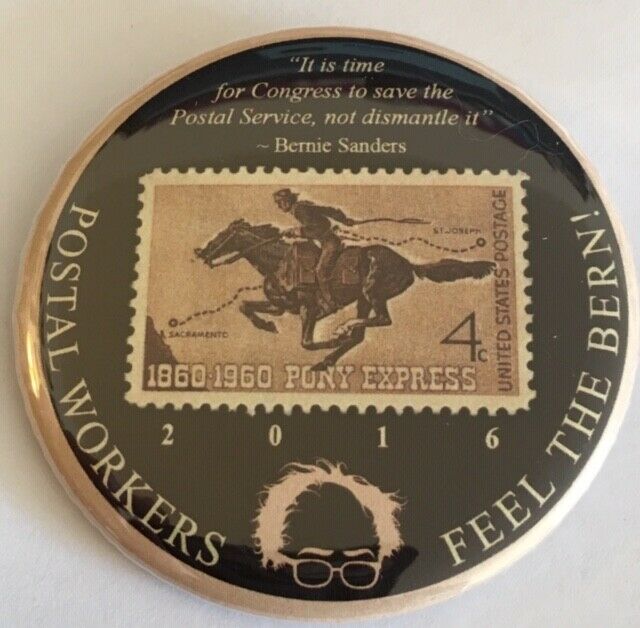 “It is time
for Congress to save the
Postal Service, not dismantle it”
~ Bernie Sanders
ST. JOSEPH
SACRAMENTO
4c
UNITED STATES POSTAGE
1860-1960 PONY EXPRESS
2 0 1 6
POSTAL WORKERS
FEEL THE BERN!